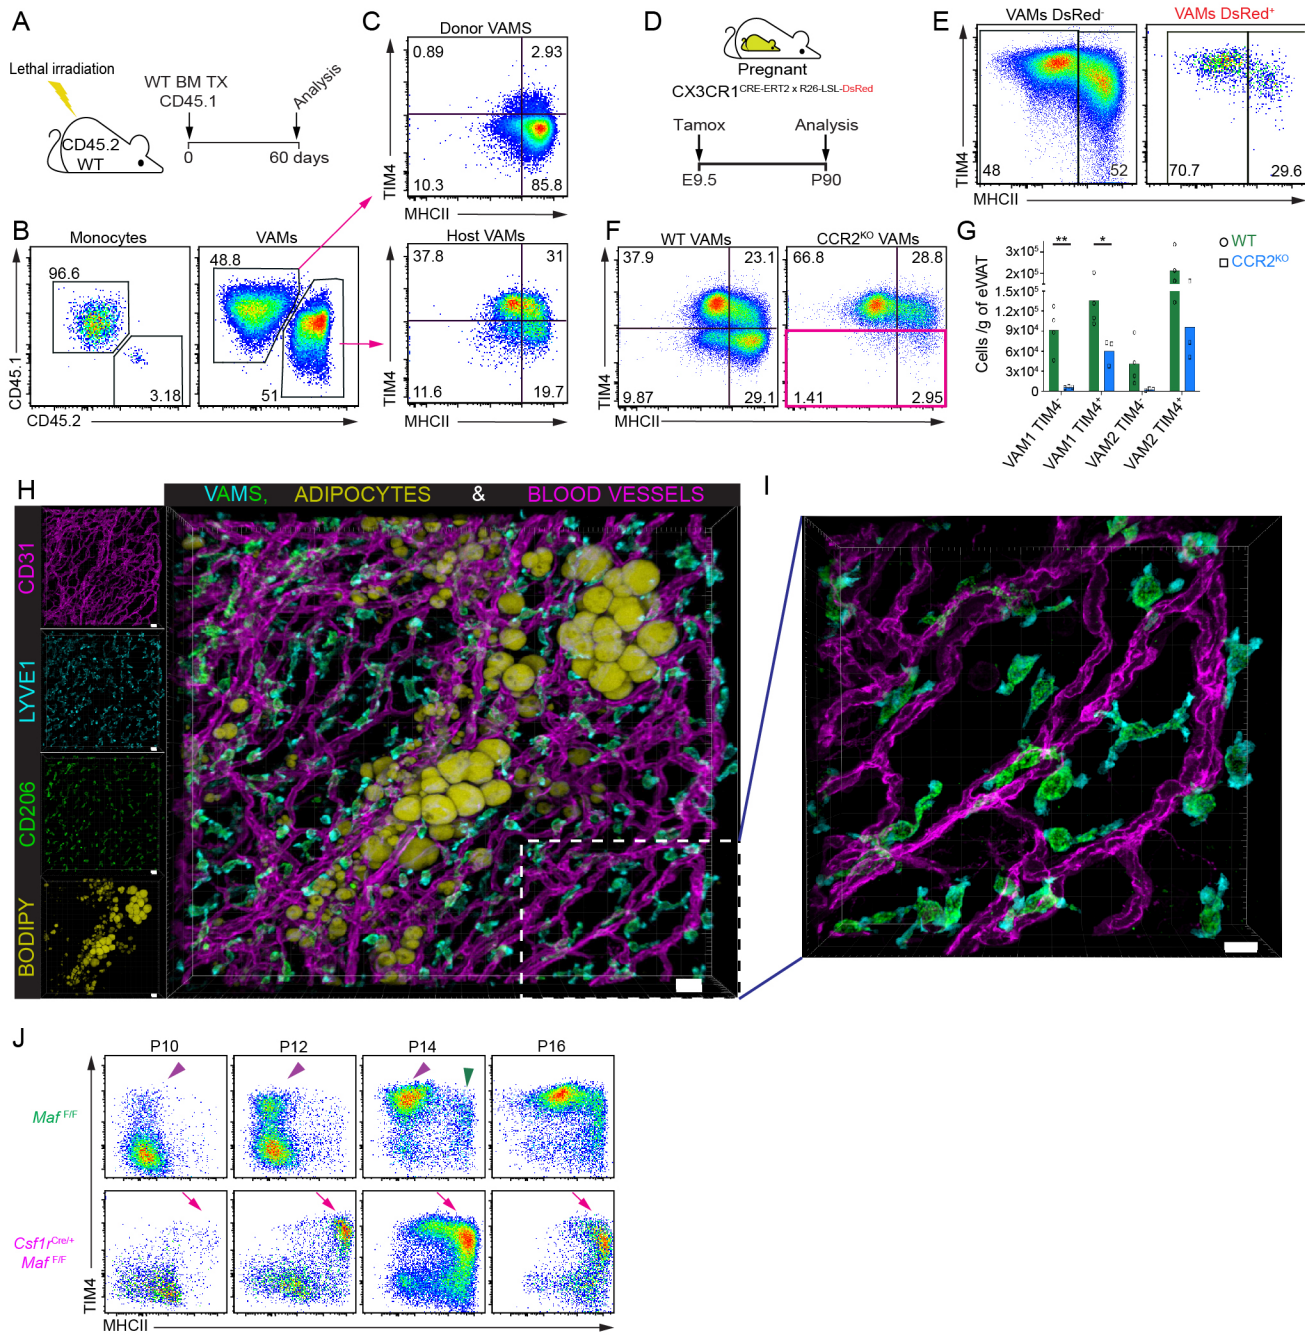 A
Lethal irradiation
WT BM TX
CD45.1
Analysis
CD45.2
WT
0
60 days
B
Monocytes
VAMs
96.6
3.18
48.8
51
CD45.1
CD45.2
C
Donor VAMS
0.89
2.93
10.3
85.8
TIM4
MHCII
Host VAMs
37.8
31
11.6
19.7
TIM4
MHCII
D
Pregnant
CX3CR1CRE-ERT2 x R26-LSL-DsRed
Tamox
Analysis
E9.5
P90
E
VAMs DsRed-
VAMs DsRed+
48
52
70.7
29.6
TIM4
MHCII
F
WT VAMs
CCR2KO VAMs
37.9
23.1
9.87
29.1
66.8
28.8
1.41
2.95
TIM4
MHCII
G
WT
CCR2KO
**
*
3x10⁵
2x10⁵
1.5x10⁵
9x10⁴
6x10⁴
3x10⁴
0
Cells /g of eWAT
VAM1 TIM4-
VAM1 TIM4+
VAM2 TIM4-
VAM2 TIM4+
H
VAMS, ADIPOCYTES & BLOOD VESSELS
CD31
LYVE1
CD206
BODIPY
I
J
P10
P12
P14
P16
Maf F/F
Csf1rCre/+
Maf F/F
TIM4
MHCII